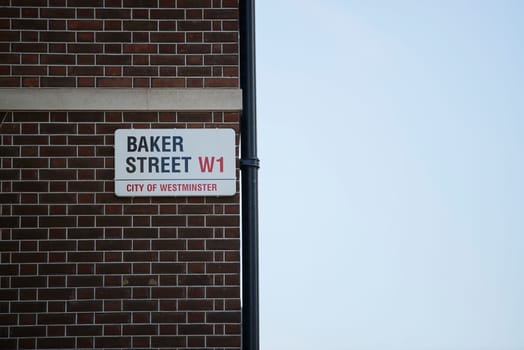 BAKER
STREET W1
CITY OF WESTMINSTER